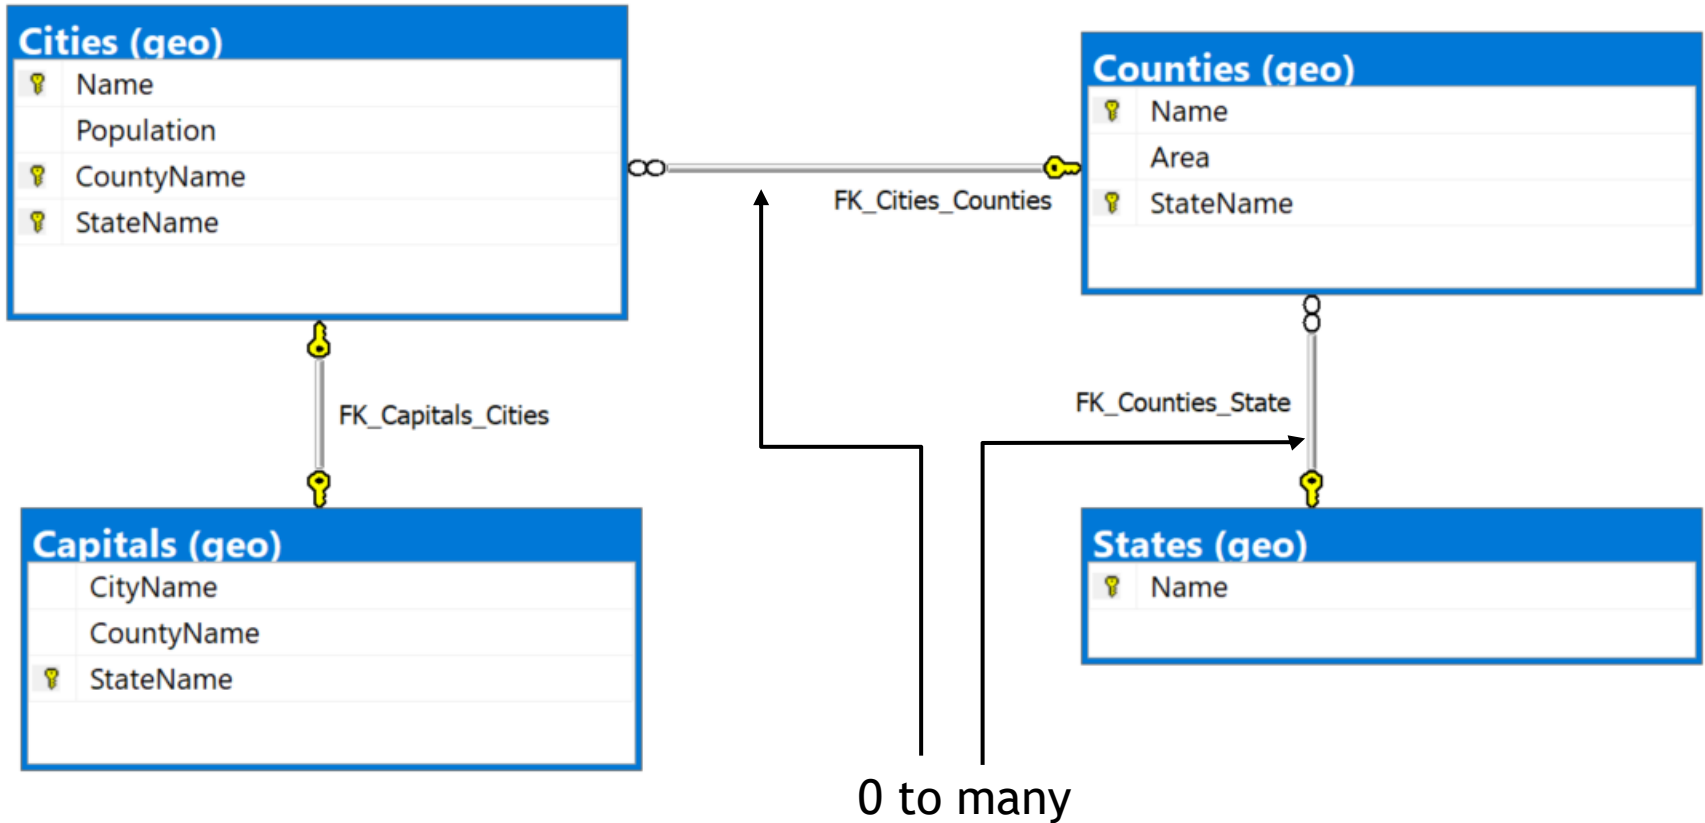 Cities (geo)
Name
Population
CountyName
StateName
Counties (geo)
Name
Area
StateName
FK_Cities_Counties
FK_Capitals_Cities
FK_Counties_State
Capitals (geo)
CityName
CountyName
StateName
States (geo)
Name
0 to many